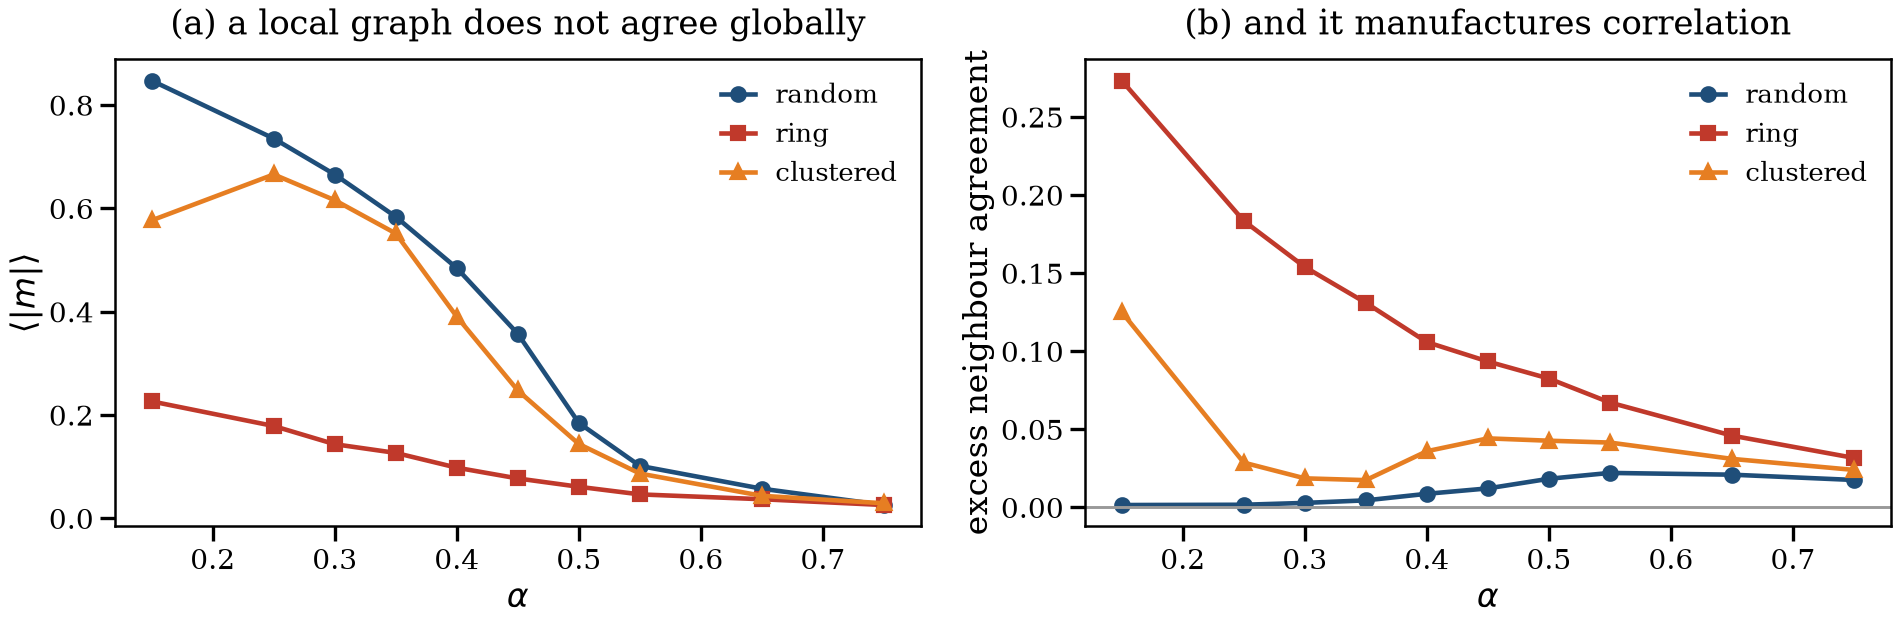 (a) a local graph does not agree globally
⟨|m|⟩
0.8
0.6
0.4
0.2
0.0
0.2 0.3 0.4 0.5 0.6 0.7
α
random
ring
clustered
(b) and it manufactures correlation
excess neighbour agreement
0.25
0.20
0.15
0.10
0.05
0.00
0.2 0.3 0.4 0.5 0.6 0.7
α
random
ring
clustered